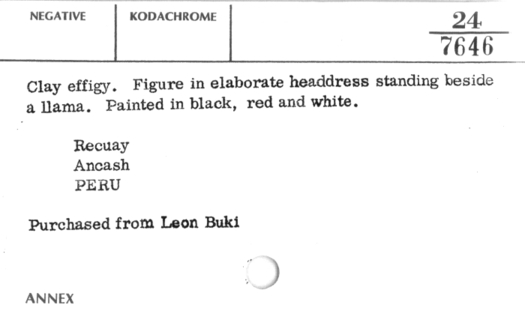 NEGATIVE
KODACHROME
24
7646
Clay effigy. Figure in elaborate headdress standing beside
a llama. Painted in black, red and white.
Recuay
Ancash
PERU
Purchased from Leon Buki
ANNEX